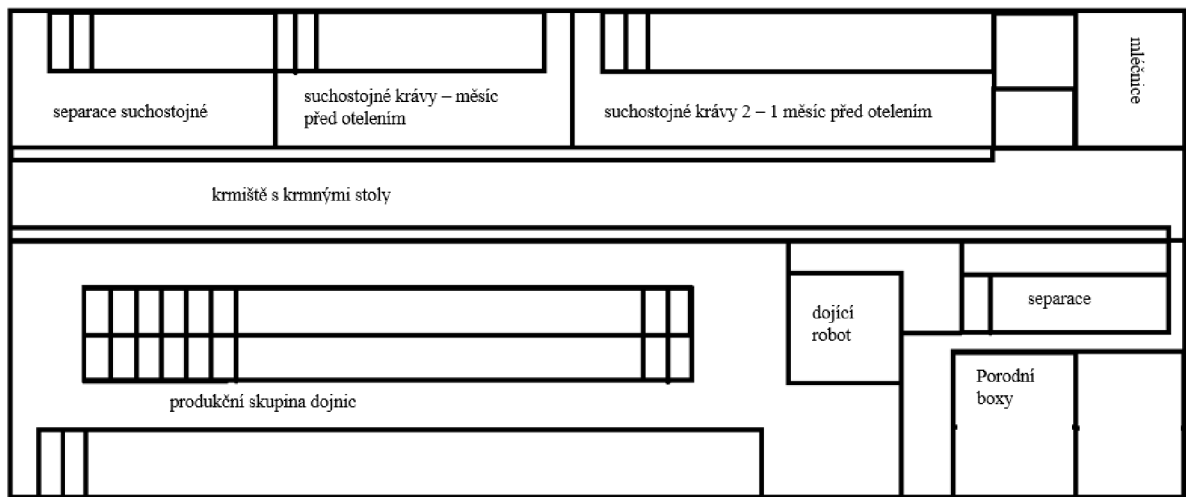 separace suchostojné
suchostojné krávy – měsíc
před otelením
suchostojné krávy 2 – 1 měsíc před otelením
mléčnice
krmiště s krmnými stoly
dojící
robot
separace
Porodní
boxy
produkční skupina dojnic